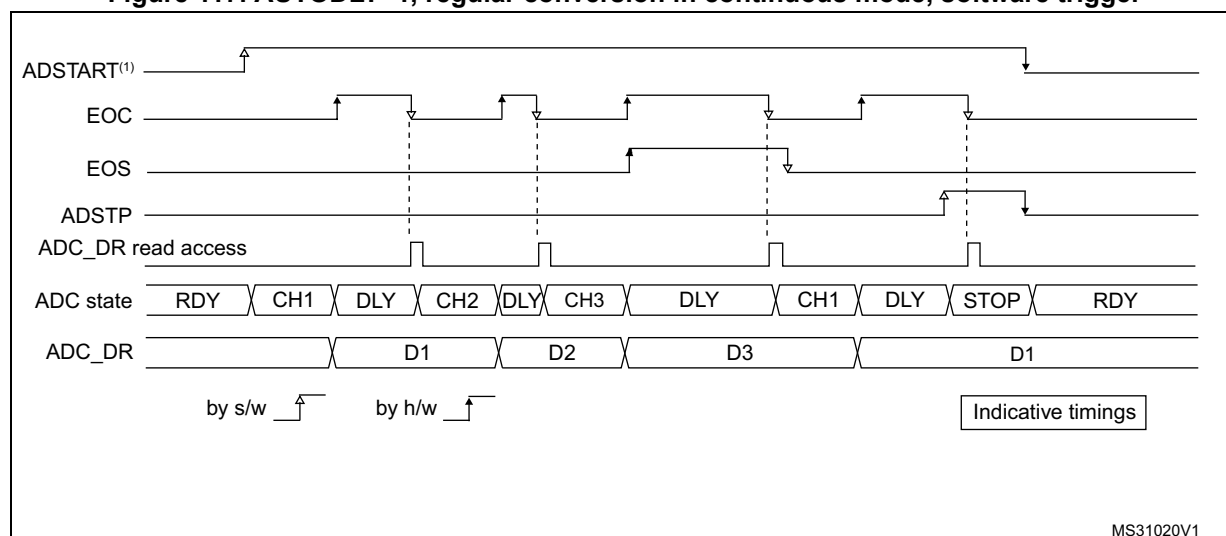 ADSTART(1)
EOC
EOS
ADSTP
ADC_DR read access
ADC state RDY CH1 DLY CH2 DLY CH3 DLY CH1 DLY STOP RDY
ADC_DR D1 D2 D3 D1
by s/w by h/w Indicative timings
MS31020V1